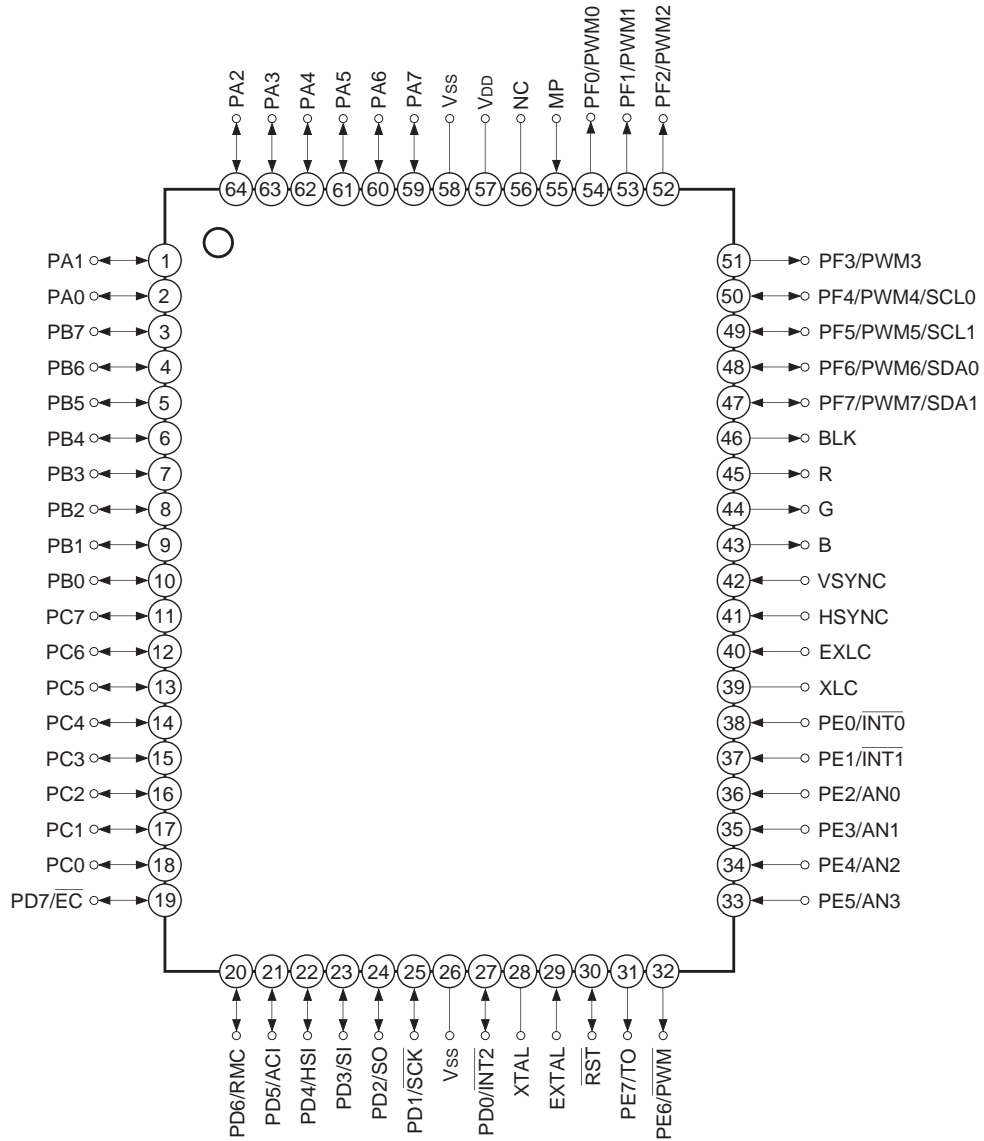 PA2
PA3
PA4
PA5
PA6
PA7
Vss
VDD
NC
MP
PF0/PWM0
PF1/PWM1
PF2/PWM2
64
63
62
61
60
59
58
57
56
55
54
53
52
PA1 1
PA0 2
PB7 3
PB6 4
PB5 5
PB4 6
PB3 7
PB2 8
PB1 9
PB0 10
PC7 11
PC6 12
PC5 13
PC4 14
PC3 15
PC2 16
PC1 17
PC0 18
PD7/E̅C̅ 19
51 PF3/PWM3
50 PF4/PWM4/SCL0
49 PF5/PWM5/SCL1
48 PF6/PWM6/SDA0
47 PF7/PWM7/SDA1
46 BLK
45 R
44 G
43 B
42 VSYNC
41 HSYNC
40 EXLC
39 XLC
38 PE0/I̅N̅T̅0̅
37 PE1/I̅N̅T̅1̅
36 PE2/AN0
35 PE3/AN1
34 PE4/AN2
33 PE5/AN3
20
21
22
23
24
25
26
27
28
29
30
31
32
PD6/RMC
PD5/ACI
PD4/HSI
PD3/SI
PD2/SO
PD1/S̅C̅K̅
Vss
PD0/I̅N̅T̅2̅
XTAL
EXTAL
R̅S̅T̅
PE7/TO
PE6/P̅W̅M̅